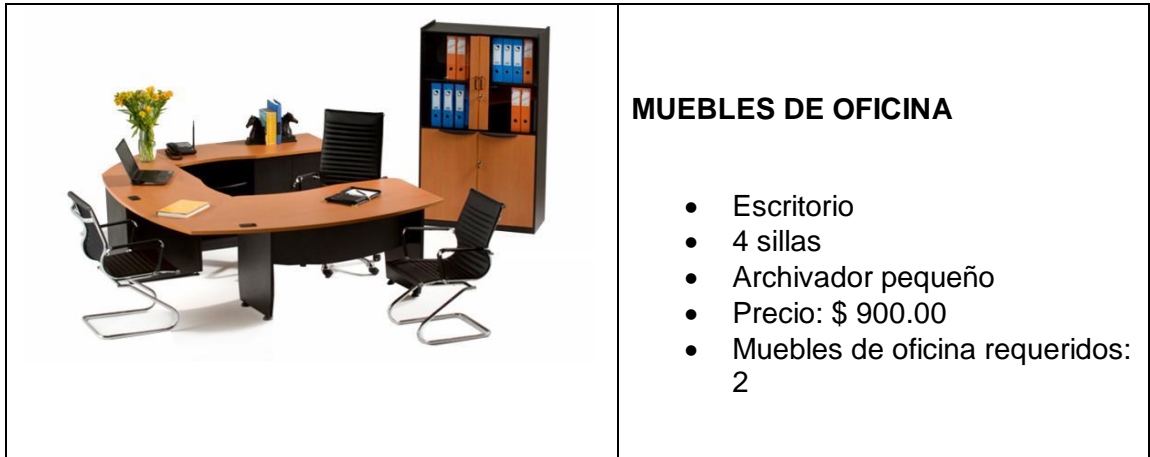 MUEBLES DE OFICINA
• Escritorio
• 4 sillas
• Archivador pequeño
• Precio: $ 900.00
• Muebles de oficina requeridos:
2